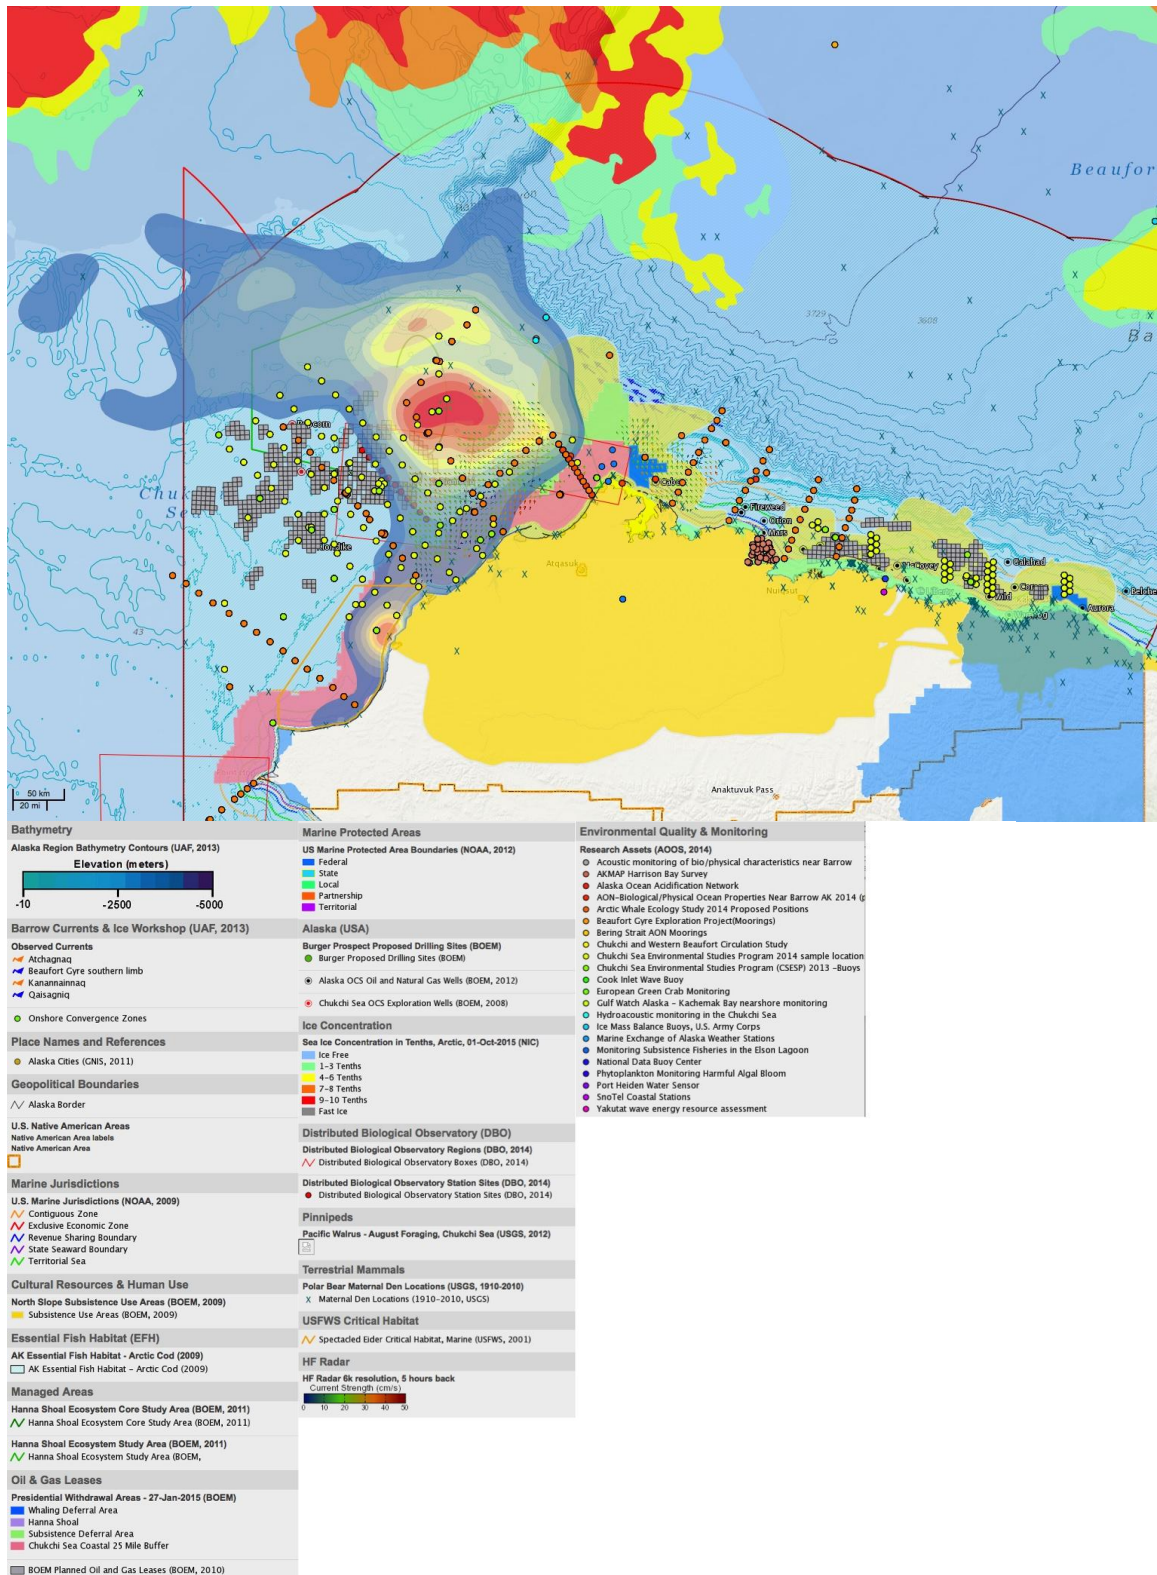 Beaufor
3729
3608
Ba
Chuk
Se
43
Atqasuk
Nuiqsut
Fireweed
Orion
Mars
McCovey
Galahad
Corona
Wild
Aurora
Belche
Anaktuvuk Pass
50 km
20 mi
Bathymetry
Alaska Region Bathymetry Contours (UAF, 2013)
Elevation (meters)
-10 -2500 -5000
Barrow Currents & Ice Workshop (UAF, 2013)
Observed Currents
Atchagnaq
Beaufort Gyre southern limb
Kanannainnaq
Qaisagniq
Onshore Convergence Zones
Place Names and References
Alaska Cities (GNIS, 2011)
Geopolitical Boundaries
Alaska Border
U.S. Native American Areas
Native American Area labels
Native American Area
Marine Jurisdictions
U.S. Marine Jurisdictions (NOAA, 2009)
Contiguous Zone
Exclusive Economic Zone
Revenue Sharing Boundary
State Seaward Boundary
Territorial Sea
Cultural Resources & Human Use
North Slope Subsistence Use Areas (BOEM, 2009)
Subsistence Use Areas (BOEM, 2009)
Essential Fish Habitat (EFH)
AK Essential Fish Habitat - Arctic Cod (2009)
AK Essential Fish Habitat - Arctic Cod (2009)
Managed Areas
Hanna Shoal Ecosystem Core Study Area (BOEM, 2011)
Hanna Shoal Ecosystem Core Study Area (BOEM, 2011)
Hanna Shoal Ecosystem Study Area (BOEM, 2011)
Hanna Shoal Ecosystem Study Area (BOEM,
Oil & Gas Leases
Presidential Withdrawal Areas - 27-Jan-2015 (BOEM)
Whaling Deferral Area
Hanna Shoal
Subsistence Deferral Area
Chukchi Sea Coastal 25 Mile Buffer
BOEM Planned Oil and Gas Leases (BOEM, 2010)
Marine Protected Areas
US Marine Protected Area Boundaries (NOAA, 2012)
Federal
State
Local
Partnership
Territorial
Alaska (USA)
Burger Prospect Proposed Drilling Sites (BOEM)
Burger Proposed Drilling Sites (BOEM)
Alaska OCS Oil and Natural Gas Wells (BOEM, 2012)
Chukchi Sea OCS Exploration Wells (BOEM, 2008)
Ice Concentration
Sea Ice Concentration in Tenths, Arctic, 01-Oct-2015 (NIC)
Ice Free
1-3 Tenths
4-6 Tenths
7-8 Tenths
9-10 Tenths
Fast Ice
Distributed Biological Observatory (DBO)
Distributed Biological Observatory Regions (DBO, 2014)
Distributed Biological Observatory Boxes (DBO, 2014)
Distributed Biological Observatory Station Sites (DBO, 2014)
Distributed Biological Observatory Station Sites (DBO, 2014)
Pinnipeds
Pacific Walrus - August Foraging, Chukchi Sea (USGS, 2012)
Terrestrial Mammals
Polar Bear Maternal Den Locations (USGS, 1910-2010)
Maternal Den Locations (1910-2010, USGS)
USFWS Critical Habitat
Spectacled Eider Critical Habitat, Marine (USFWS, 2001)
HF Radar
HF Radar 6k resolution, 5 hours back
Current Strength (cm/s)
0 10 20 30 40 50
Environmental Quality & Monitoring
Research Assets (AOOS, 2014)
Acoustic monitoring of bio/physical characteristics near Barrow
AKMAP Harrison Bay Survey
Alaska Ocean Acidification Network
AON-Biological/Physical Ocean Properties Near Barrow AK 2014 (p
Arctic Whale Ecology Study 2014 Proposed Positions
Beaufort Gyre Exploration Project(Moorings)
Bering Strait AON Moorings
Chukchi and Western Beaufort Circulation Study
Chukchi Sea Environmental Studies Program 2014 sample location
Chukchi Sea Environmental Studies Program (CSESP) 2013 -Buoys
Cook Inlet Wave Buoy
European Green Crab Monitoring
Gulf Watch Alaska - Kachemak Bay nearshore monitoring
Hydroacoustic monitoring in the Chukchi Sea
Ice Mass Balance Buoys, U.S. Army Corps
Marine Exchange of Alaska Weather Stations
Monitoring Subsistence Fisheries in the Elson Lagoon
National Data Buoy Center
Phytoplankton Monitoring Harmful Algal Bloom
Port Heiden Water Sensor
SnoTel Coastal Stations
Yakutat wave energy resource assessment